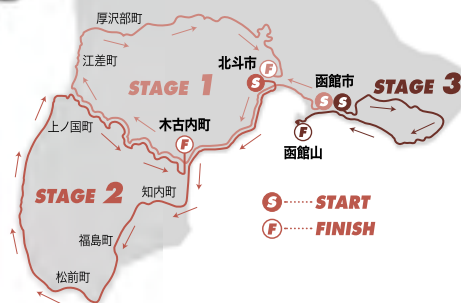 厚沢部町
江差町
北斗市
F
S
STAGE 1
函館市
S
S
STAGE 3
上ノ国町
木古内町
F
F
函館山
STAGE 2
知内町
S START
F FINISH
福島町
松前町